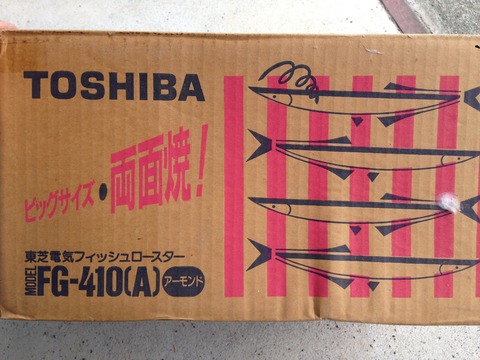 TOSHIBA
ビッグサイズ・両面焼!
東芝電気フィッシュロースター
MODEL FG-410(A) アーモンド